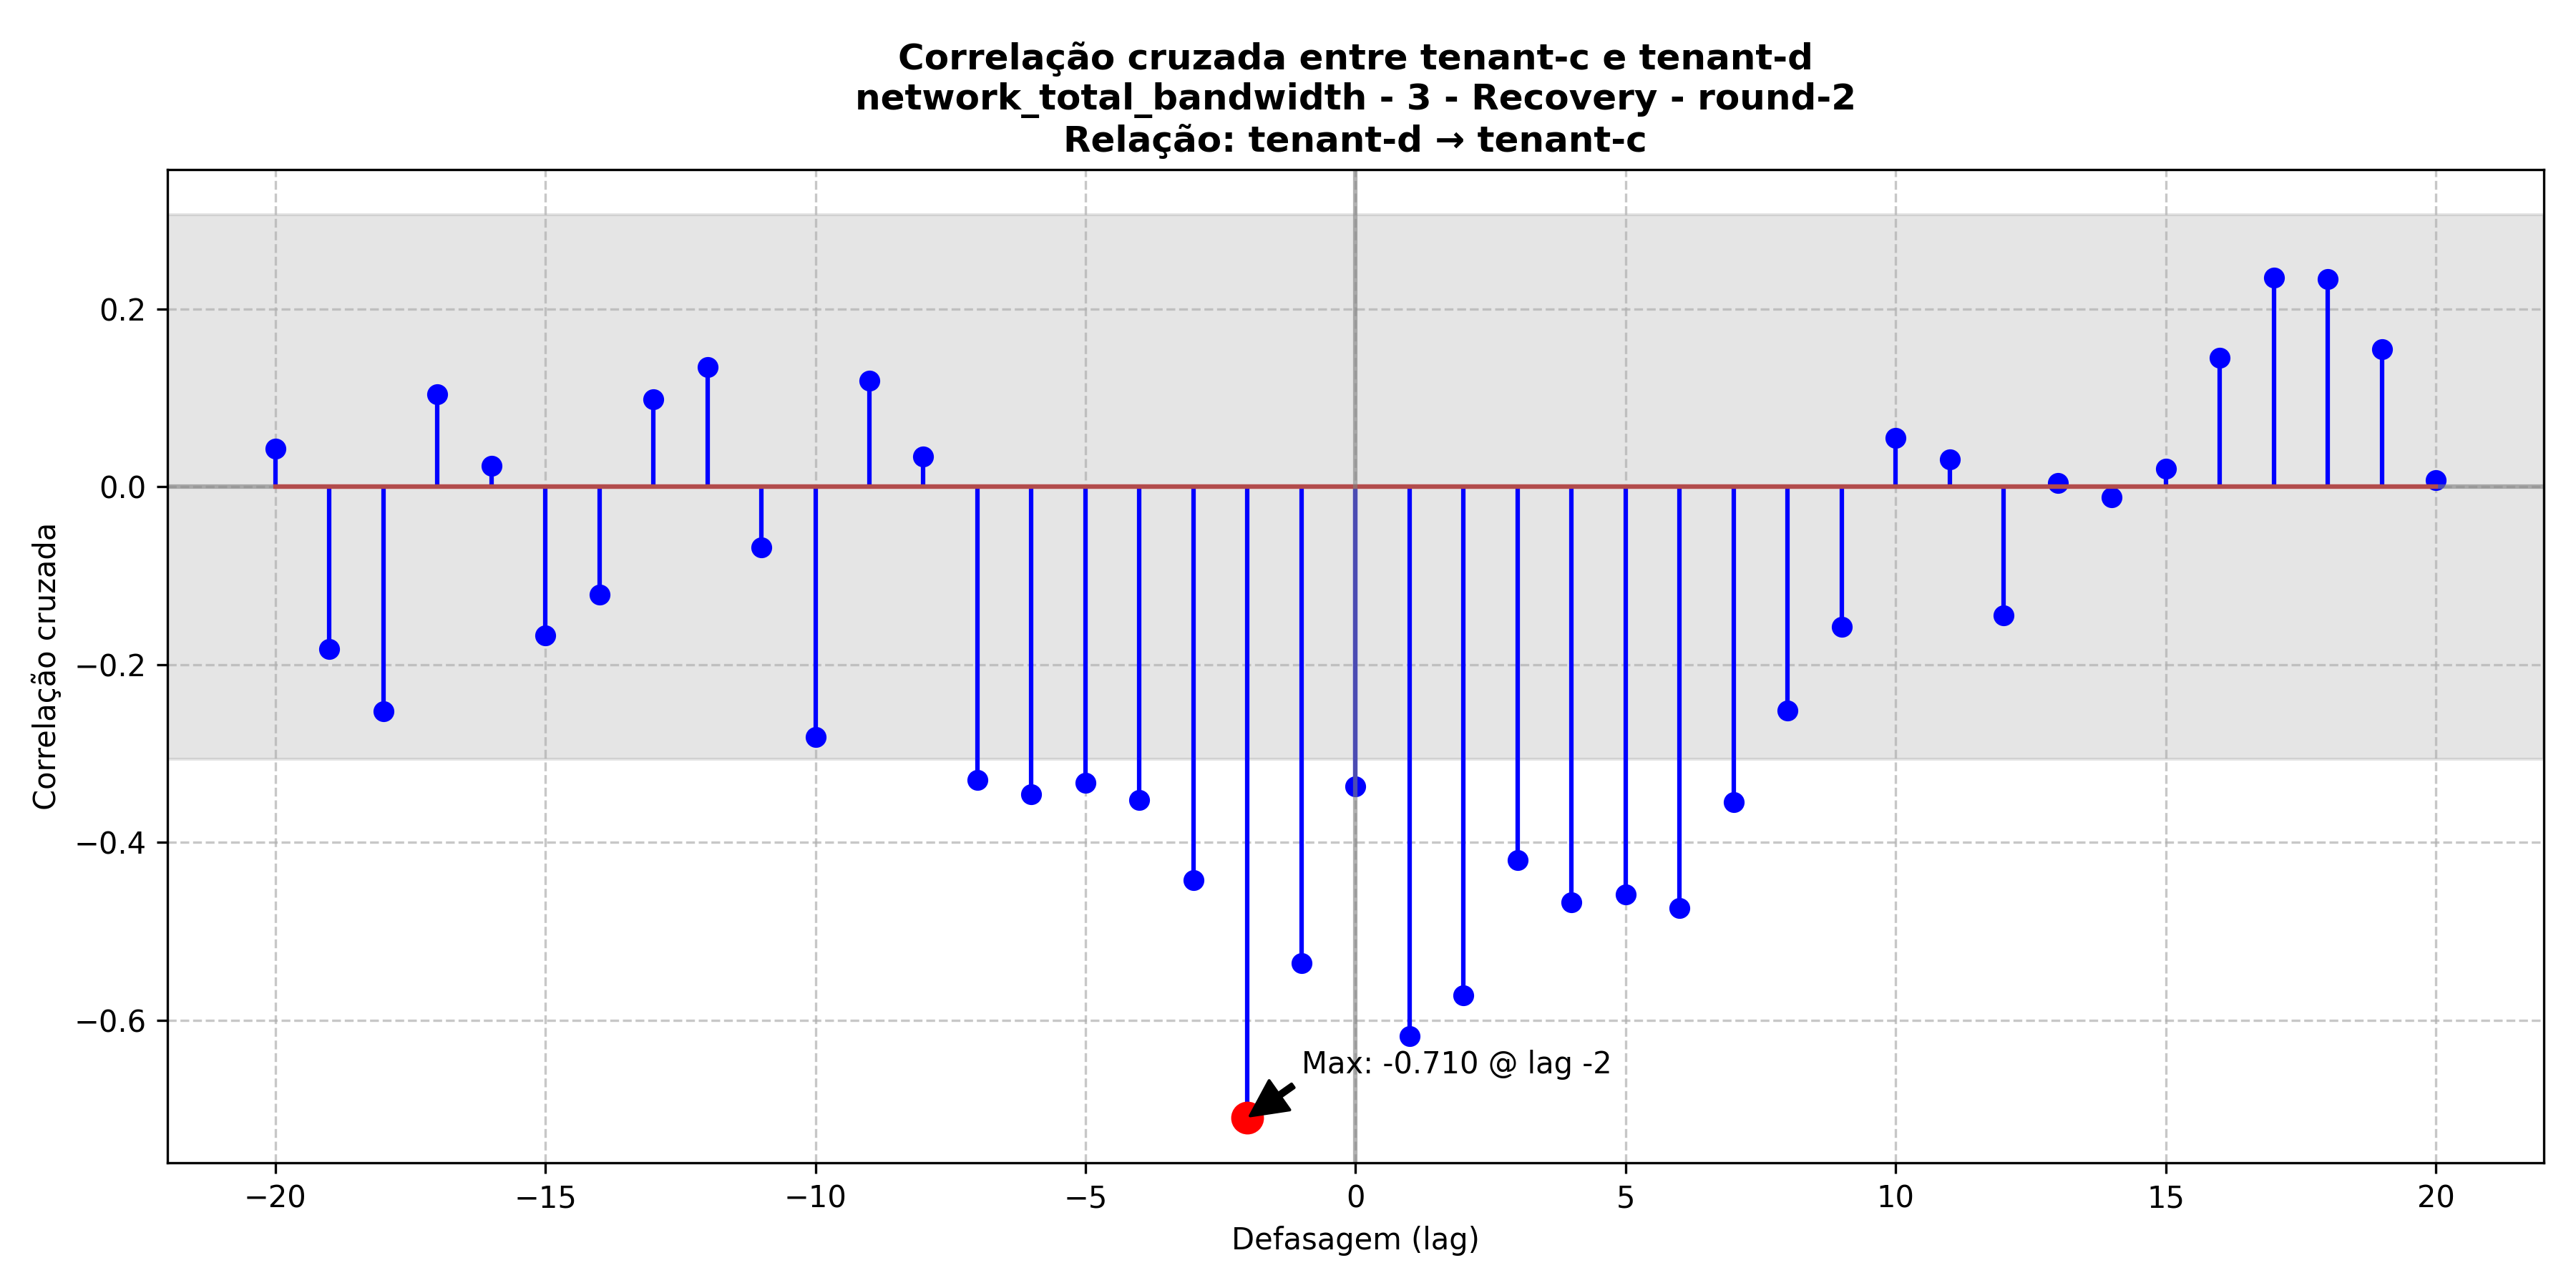 Correlação cruzada entre tenant-c e tenant-d
network_total_bandwidth - 3 - Recovery - round-2
Relação: tenant-d → tenant-c
Correlação cruzada
0.2
0.0
−0.2
−0.4
−0.6
Max: -0.710 @ lag -2
−20 −15 −10 −5 0 5 10 15 20
Defasagem (lag)